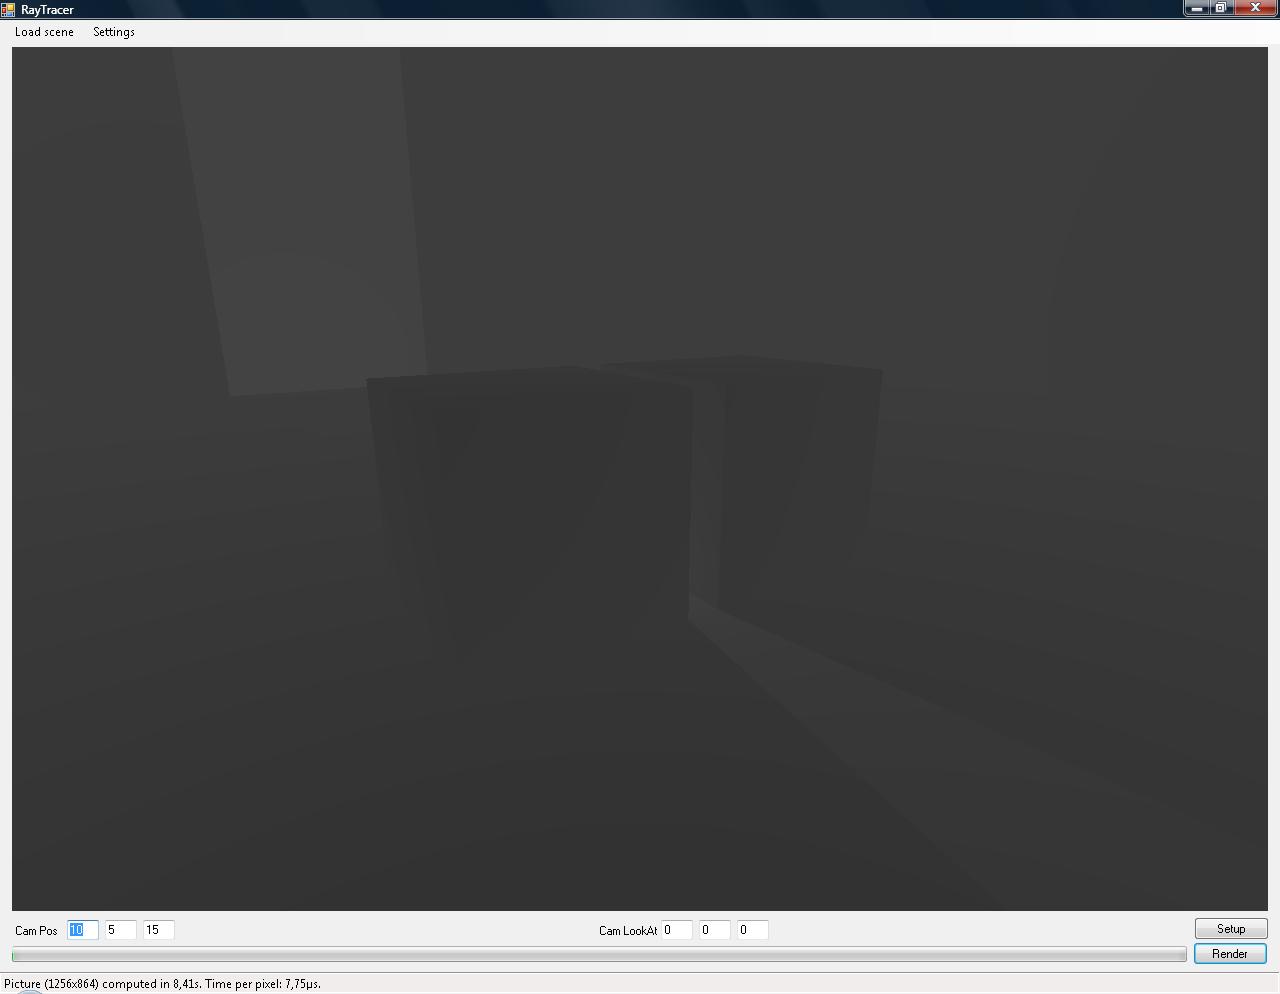 RayTracer
Load scene Settings
Cam Pos 10 5 15 Cam LookAt 0 0 0 Setup
Render
Picture (1256x864) computed in 8,41s. Time per pixel: 7,75µs.